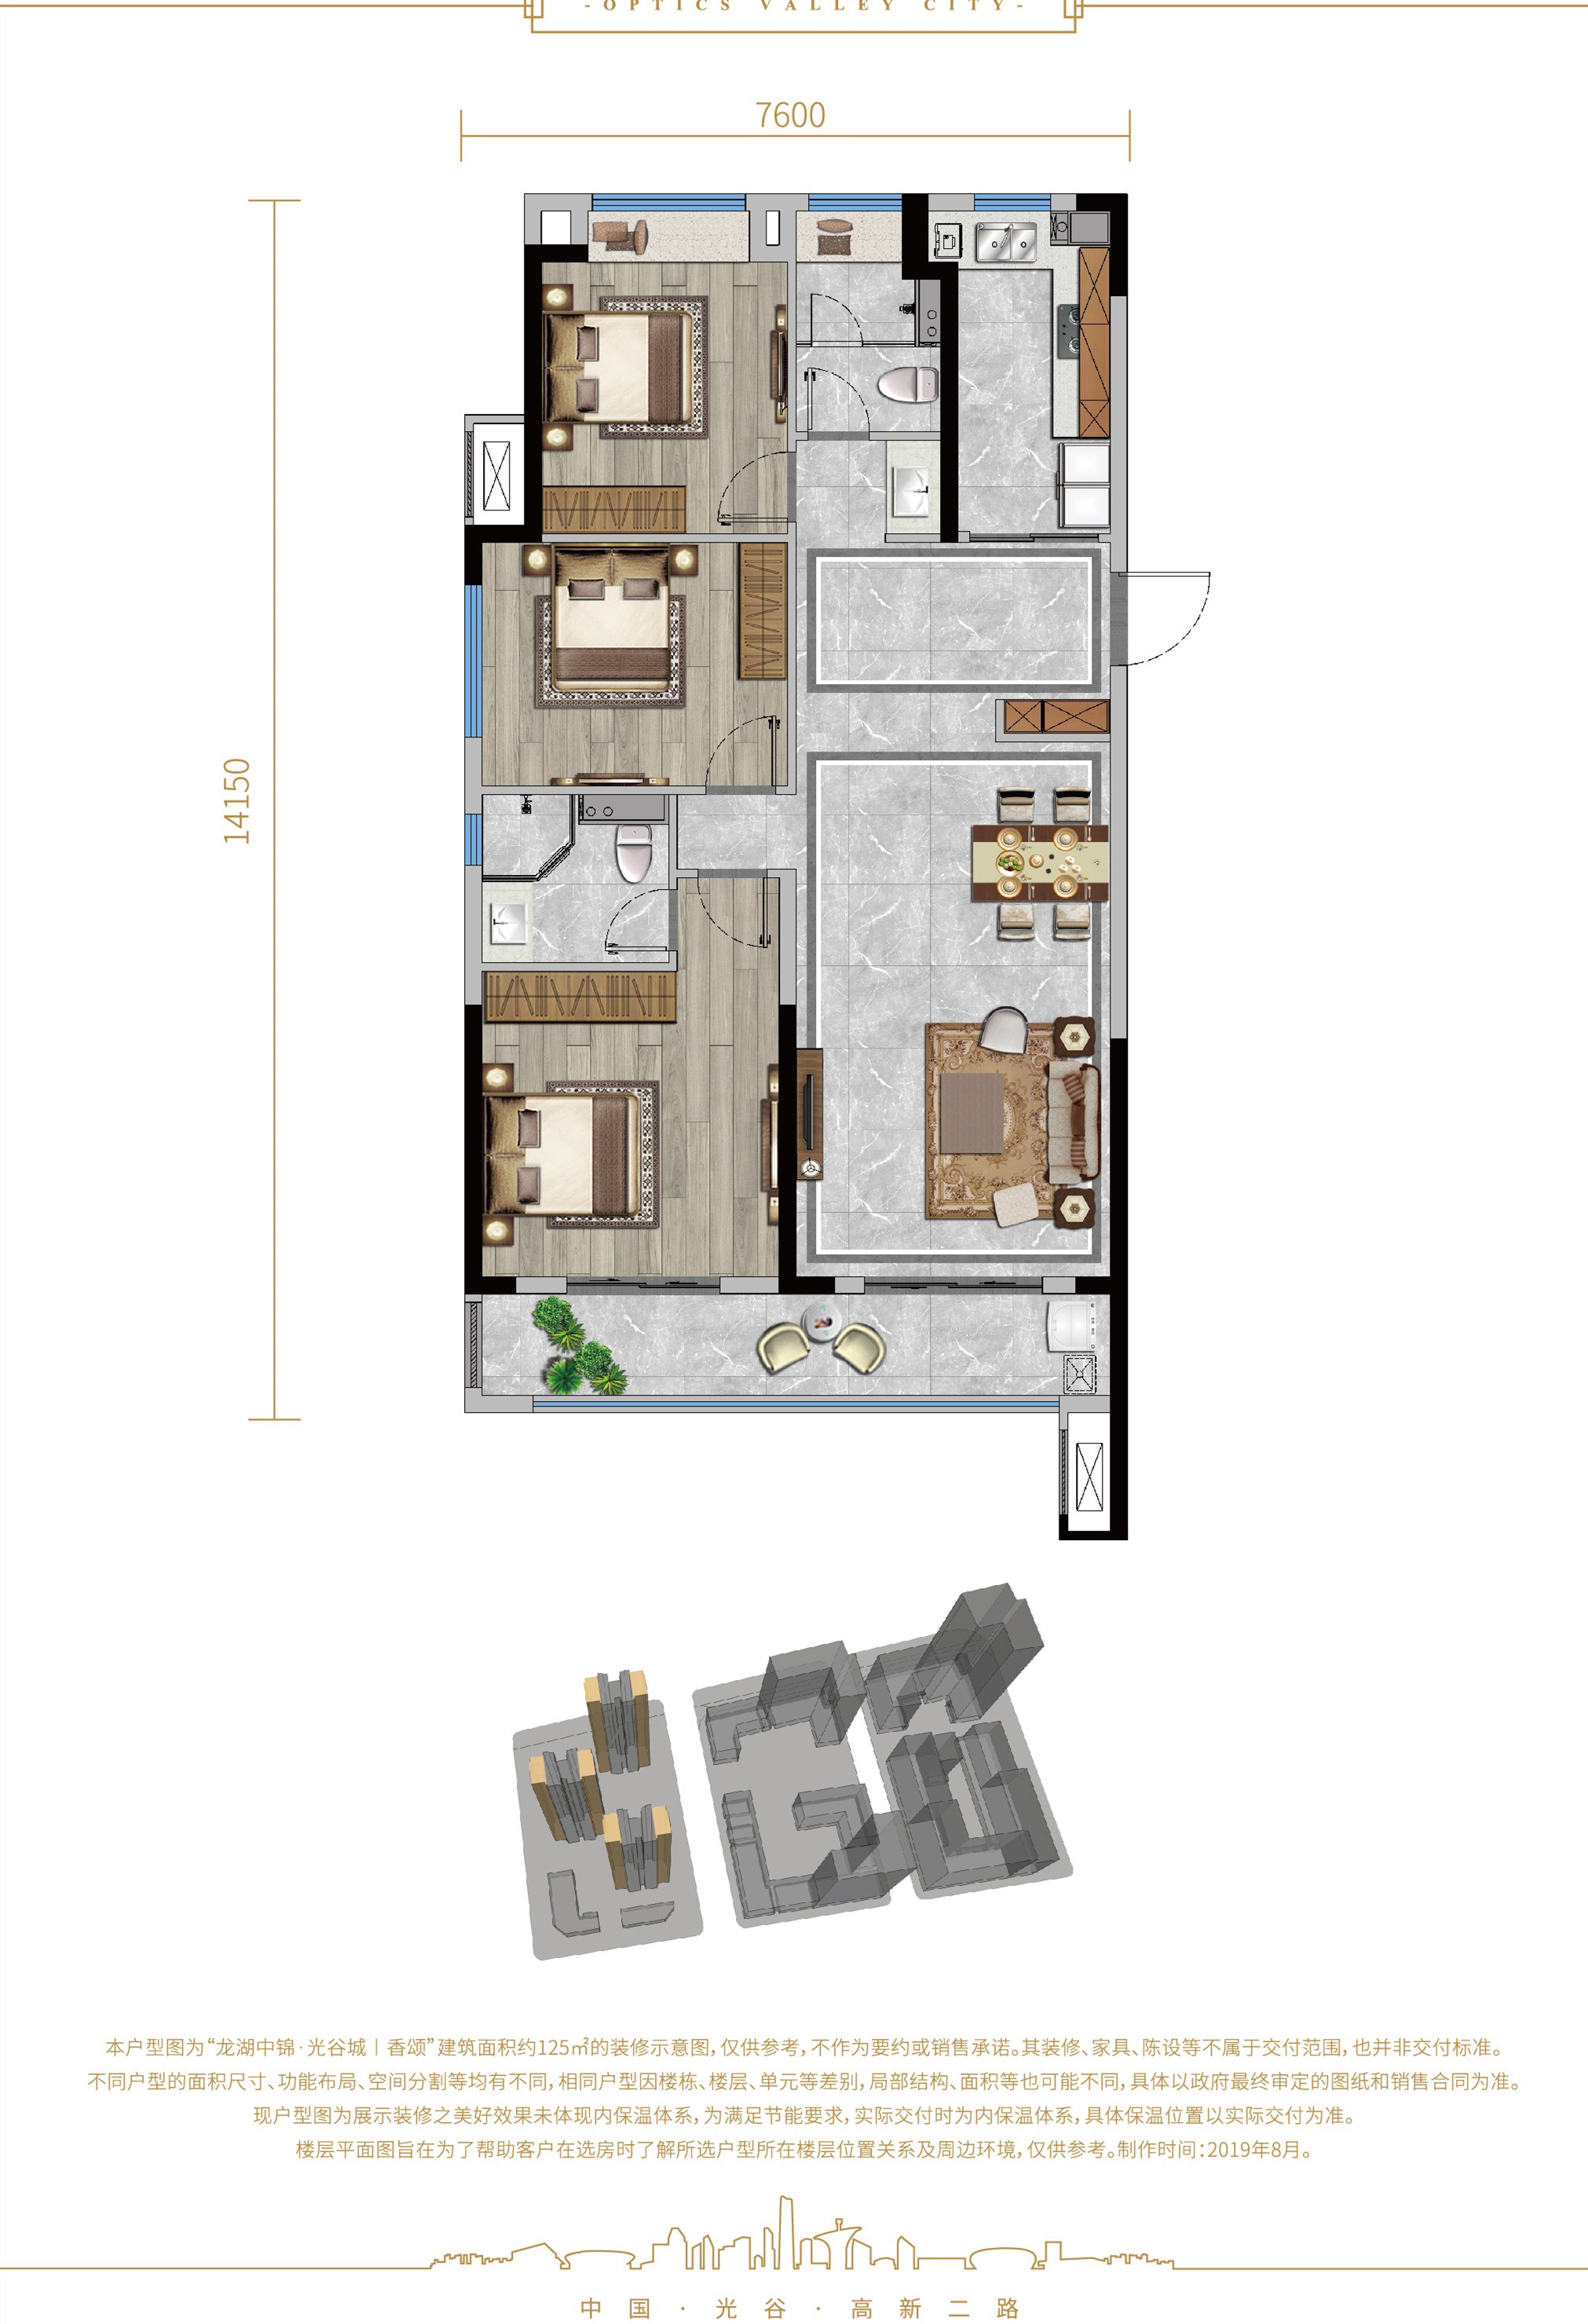 -OPTICS VALLEY CITY-
7600
14150
本户型图为“龙湖中锦·光谷城｜香颂”建筑面积约125㎡的装修示意图，仅供参考，不作为要约或销售承诺。其装修、家具、陈设等不属于交付范围，也并非交付标准。
不同户型的面积尺寸、功能布局、空间分割等均有不同，相同户型因楼栋、楼层、单元等差别，局部结构、面积等也可能不同，具体以政府最终审定的图纸和销售合同为准。
现户型图为展示装修之美好效果未体现内保温体系，为满足节能要求，实际交付时为内保温体系，具体保温位置以实际交付为准。
楼层平面图旨在为了帮助客户在选房时了解所选户型所在楼层位置关系及周边环境，仅供参考。制作时间：2019年8月。
中国·光谷·高新二路